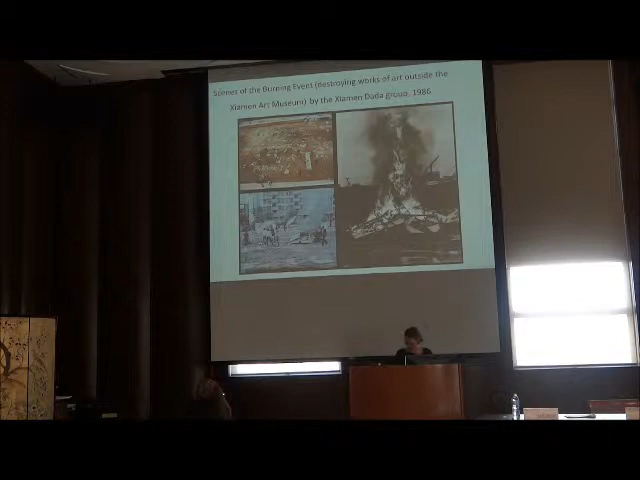 Scenes of the Burning Event (destroying works of art outside the
Xiamen Art Museum) by the Xiamen Dada group, 1986